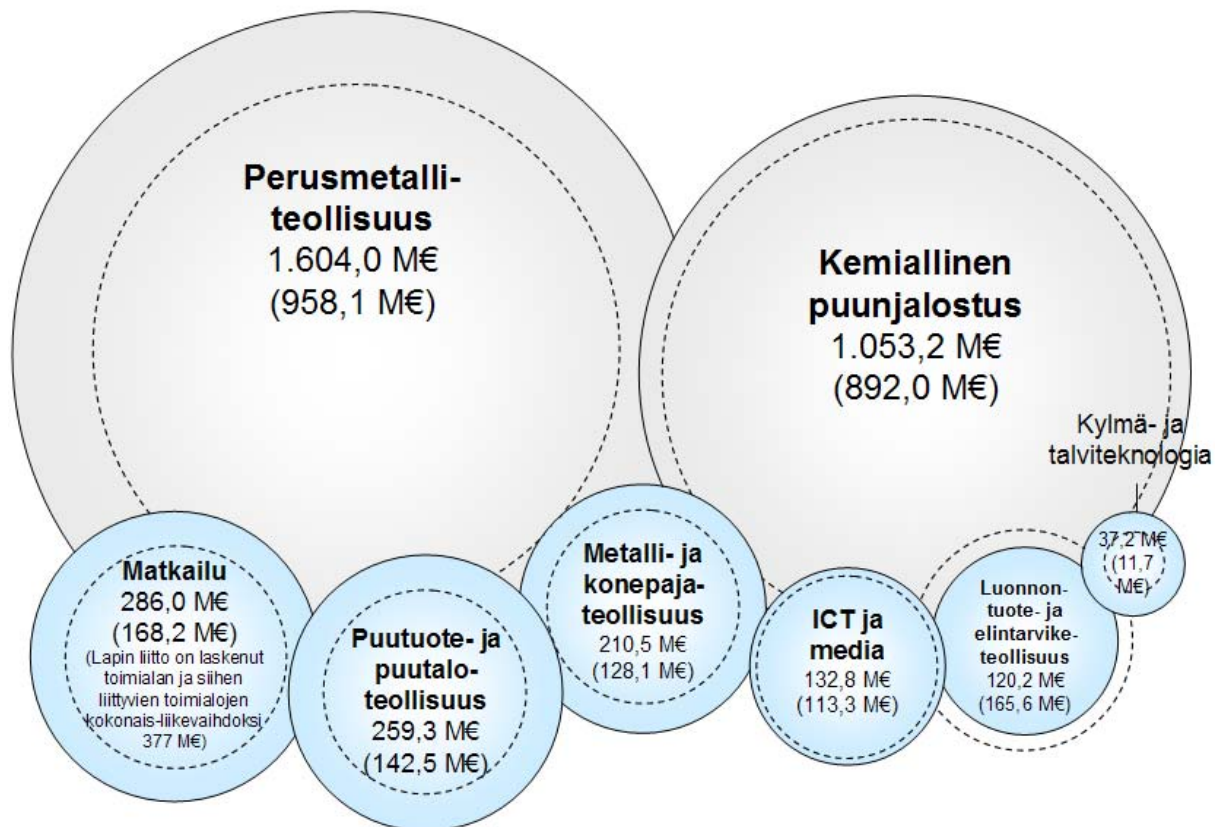 Perusmetalli-
teollisuus
1.604,0 M€
(958,1 M€)
Kemiallinen
puunjalostus
1.053,2 M€
(892,0 M€)
Kylmä- ja
talviteknologia
37,2 M€
(11,7
M€)
Matkailu
286,0 M€
(168,2 M€)
(Lapin liitto on laskenut
toimialan ja siihen
liittyvien toimialojen
kokonais-liikevaihdoksi
377 M€)
Puutuote- ja
puutalo-
teollisuus
259,3 M€
(142,5 M€)
Metalli- ja
konepaja-
teollisuus
210,5 M€
(128,1 M€)
ICT ja
media
132,8 M€
(113,3 M€)
Luonnon-
tuote- ja
elintarvike-
teollisuus
120,2 M€
(165,6 M€)